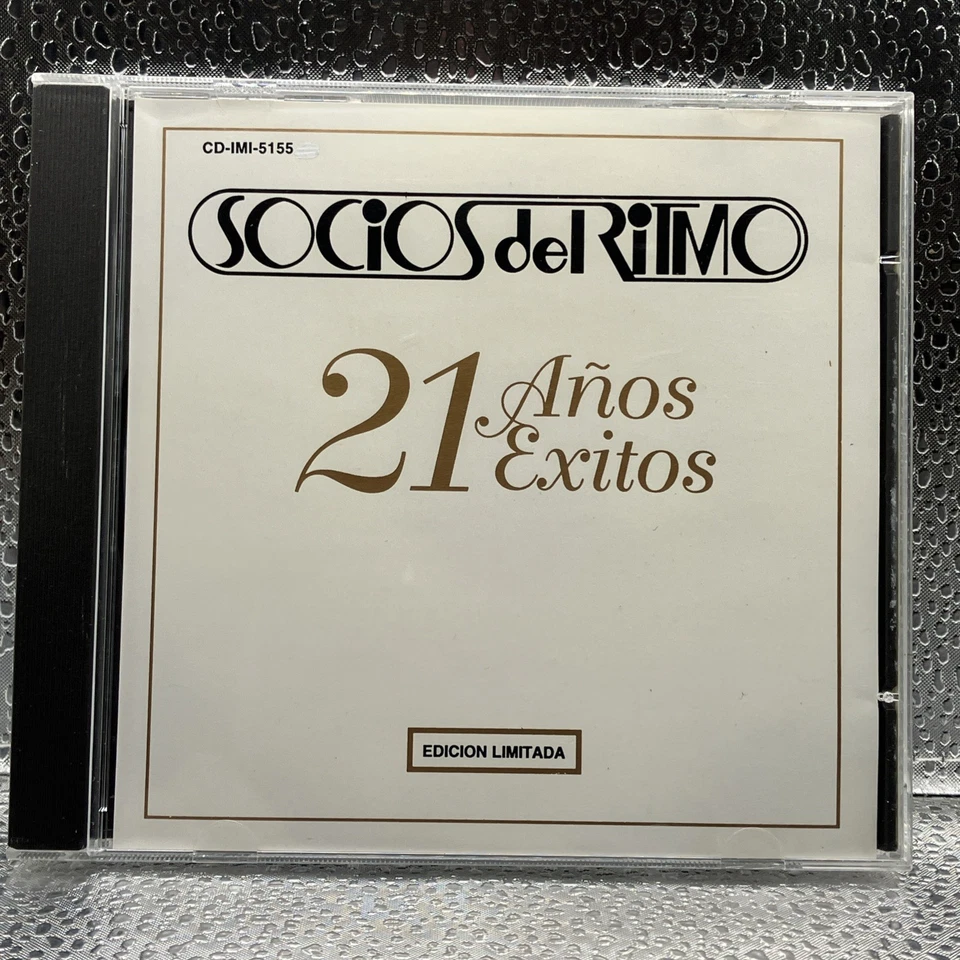 CD-IMI-5155
SOCiOS deL RiTMO
21 Años
Exitos
EDICION LIMITADA